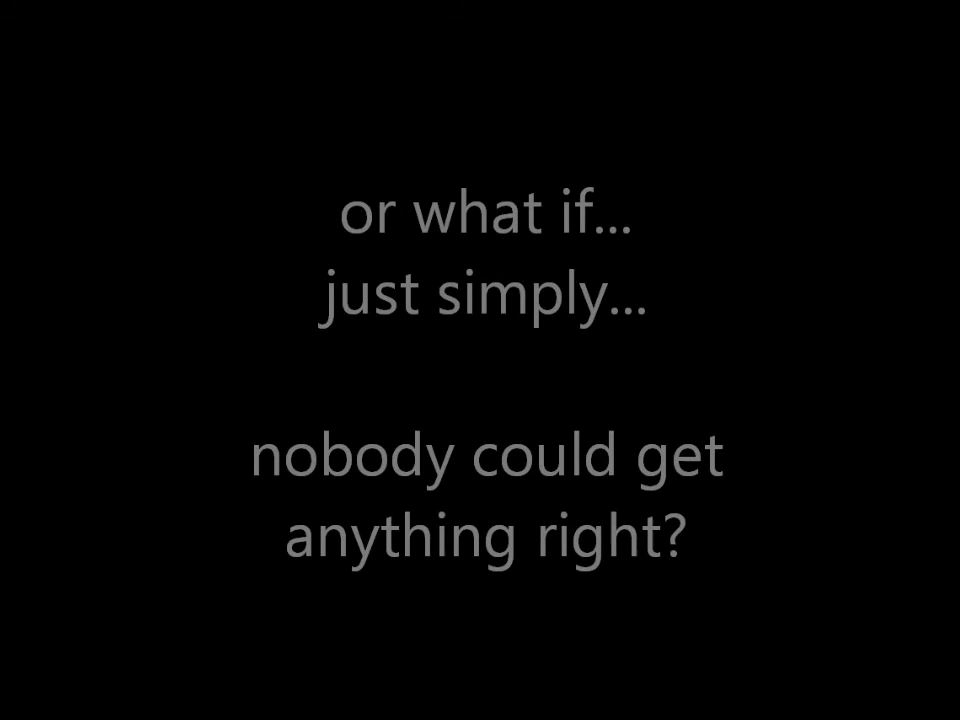 or what if...
just simply...
nobody could get
anything right?